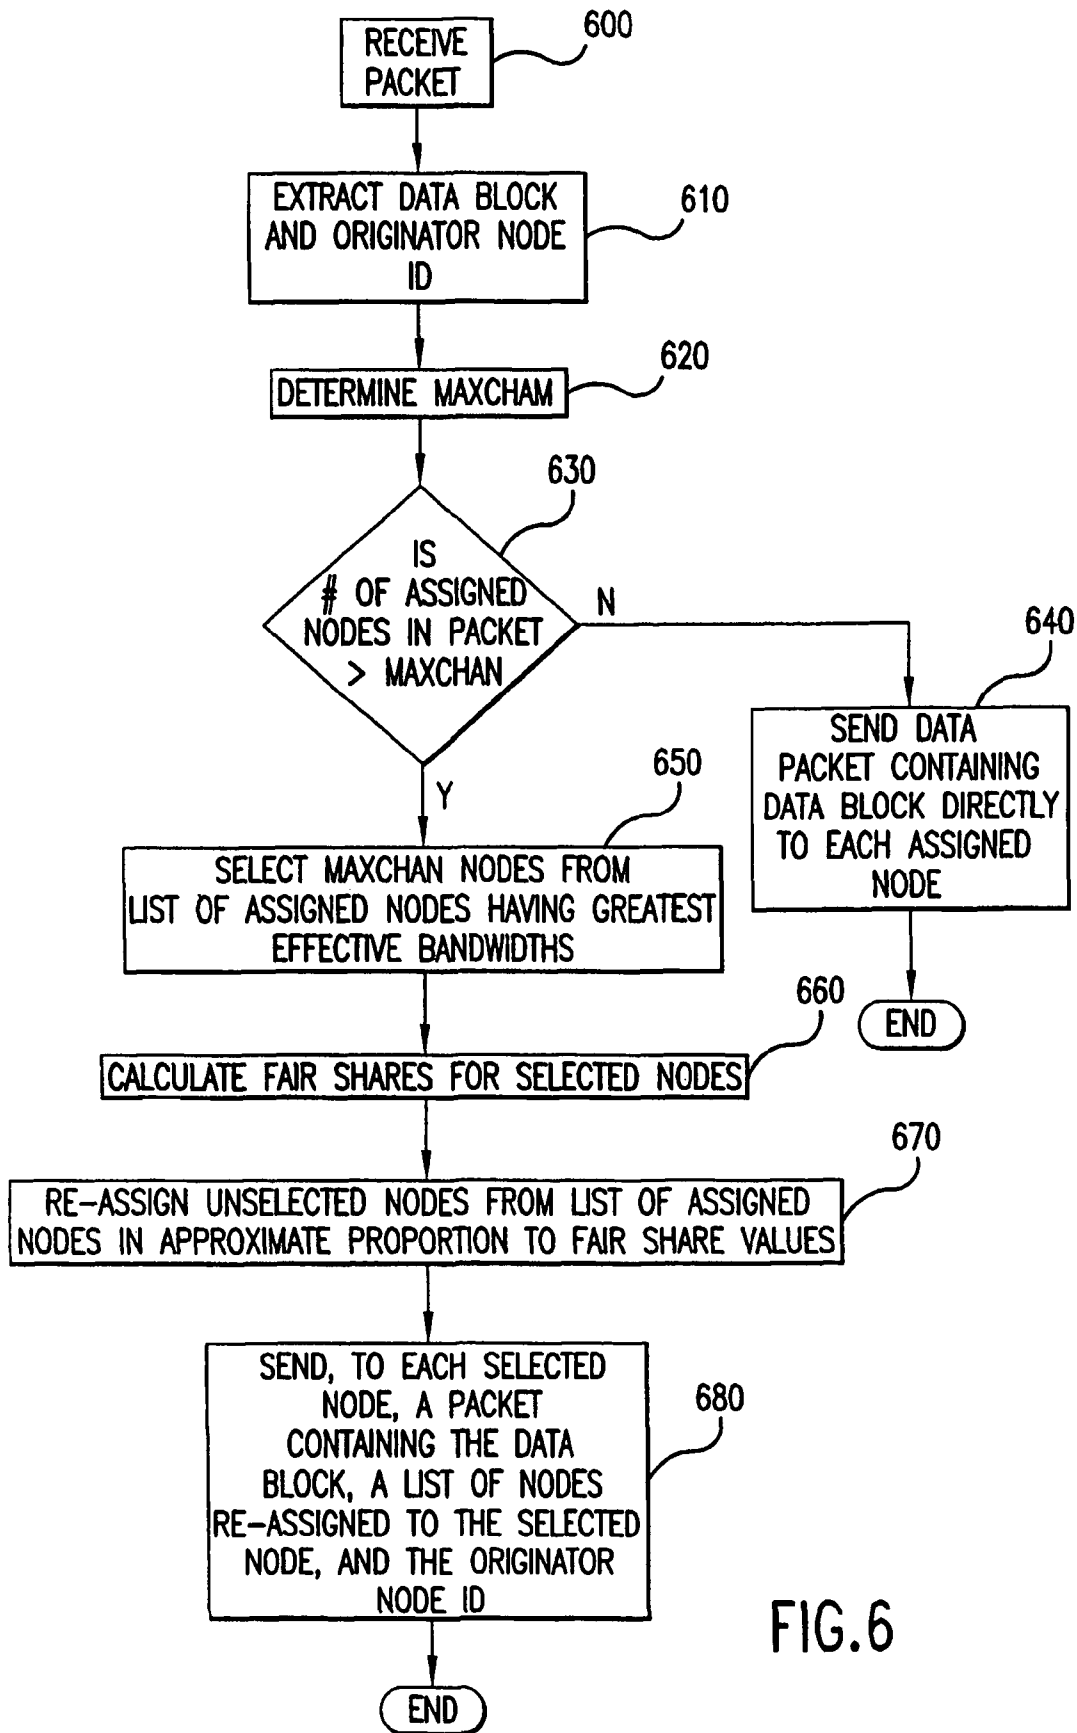 RECEIVE
PACKET
600
EXTRACT DATA BLOCK
AND ORIGINATOR NODE
ID
610
DETERMINE MAXCHAM
620
630
IS
# OF ASSIGNED
NODES IN PACKET
> MAXCHAN
N
640
SEND DATA
PACKET CONTAINING
DATA BLOCK DIRECTLY
TO EACH ASSIGNED
NODE
END
Y
650
SELECT MAXCHAN NODES FROM
LIST OF ASSIGNED NODES HAVING GREATEST
EFFECTIVE BANDWIDTHS
660
CALCULATE FAIR SHARES FOR SELECTED NODES
670
RE-ASSIGN UNSELECTED NODES FROM LIST OF ASSIGNED
NODES IN APPROXIMATE PROPORTION TO FAIR SHARE VALUES
SEND, TO EACH SELECTED
NODE, A PACKET
CONTAINING THE DATA
BLOCK, A LIST OF NODES
RE-ASSIGNED TO THE SELECTED
NODE, AND THE ORIGINATOR
NODE ID
680
END
FIG.6